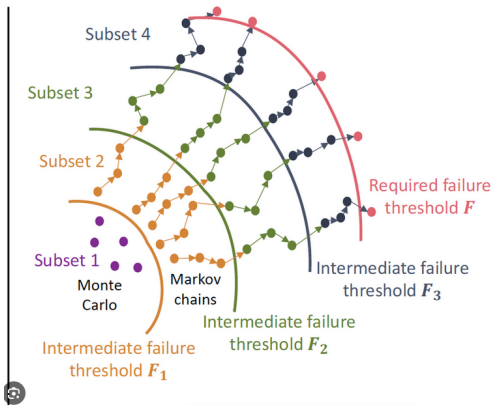 Subset 4
Subset 3
Subset 2
Subset 1
Monte
Carlo
Markov
chains
Required failure
threshold F
Intermediate failure
threshold F₃
Intermediate failure
threshold F₂
Intermediate failure
threshold F₁